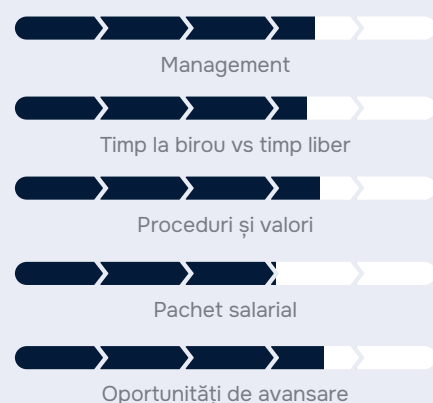 Management
Timp la birou vs timp liber
Proceduri și valori
Pachet salarial
Oportunități de avansare